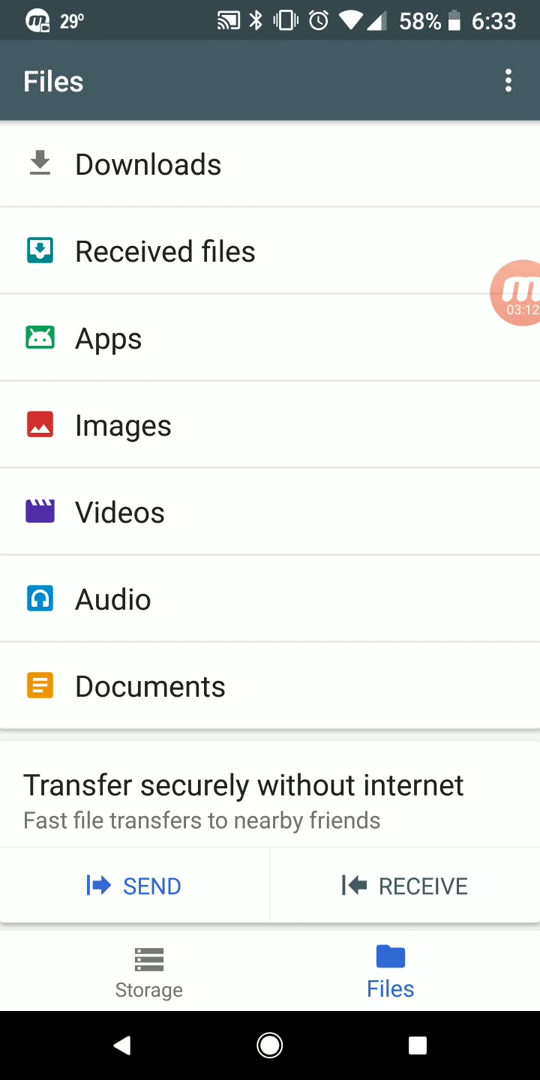 29° 58% 6:33
Files
Downloads
Received files
03:12
Apps
Images
Videos
Audio
Documents
Transfer securely without internet
Fast file transfers to nearby friends
SEND RECEIVE
Storage Files